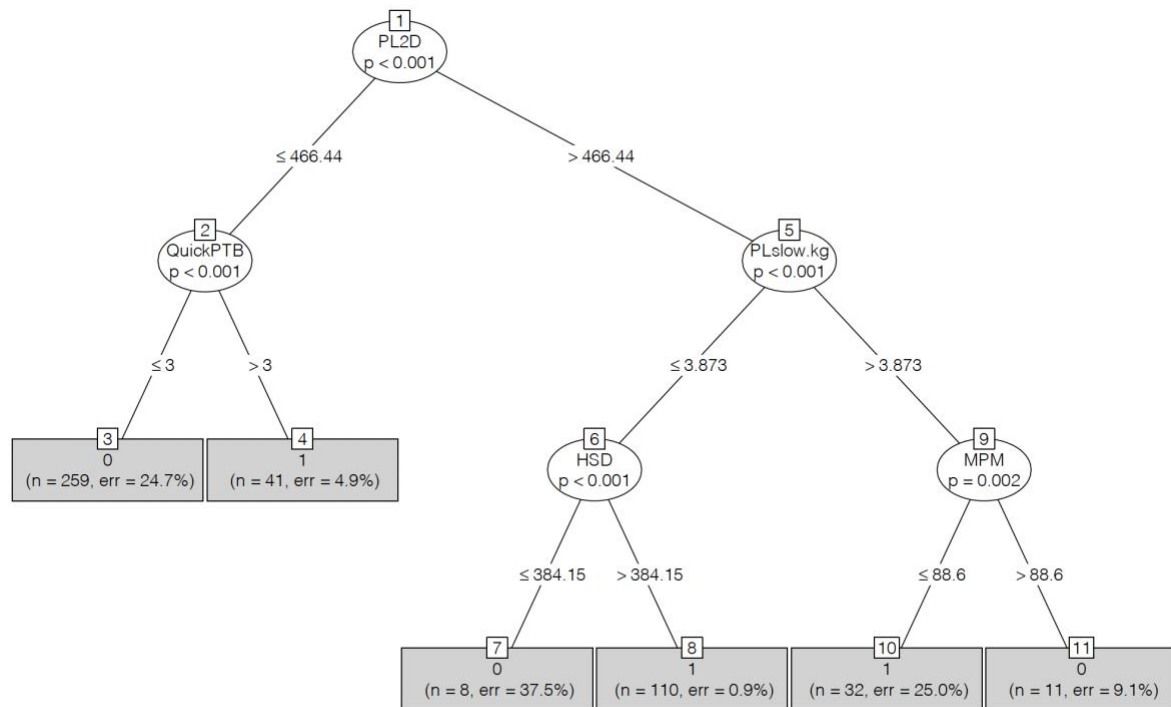 1
PL2D
p < 0.001
≤ 466.44
> 466.44
2
QuickPTB
p < 0.001
5
PLslow.kg
p < 0.001
≤ 3
> 3
≤ 3.873
> 3.873
3
0
(n = 259, err = 24.7%)
4
1
(n = 41, err = 4.9%)
6
HSD
p < 0.001
9
MPM
p = 0.002
≤ 384.15
> 384.15
≤ 88.6
> 88.6
7
0
(n = 8, err = 37.5%)
8
1
(n = 110, err = 0.9%)
10
1
(n = 32, err = 25.0%)
11
0
(n = 11, err = 9.1%)